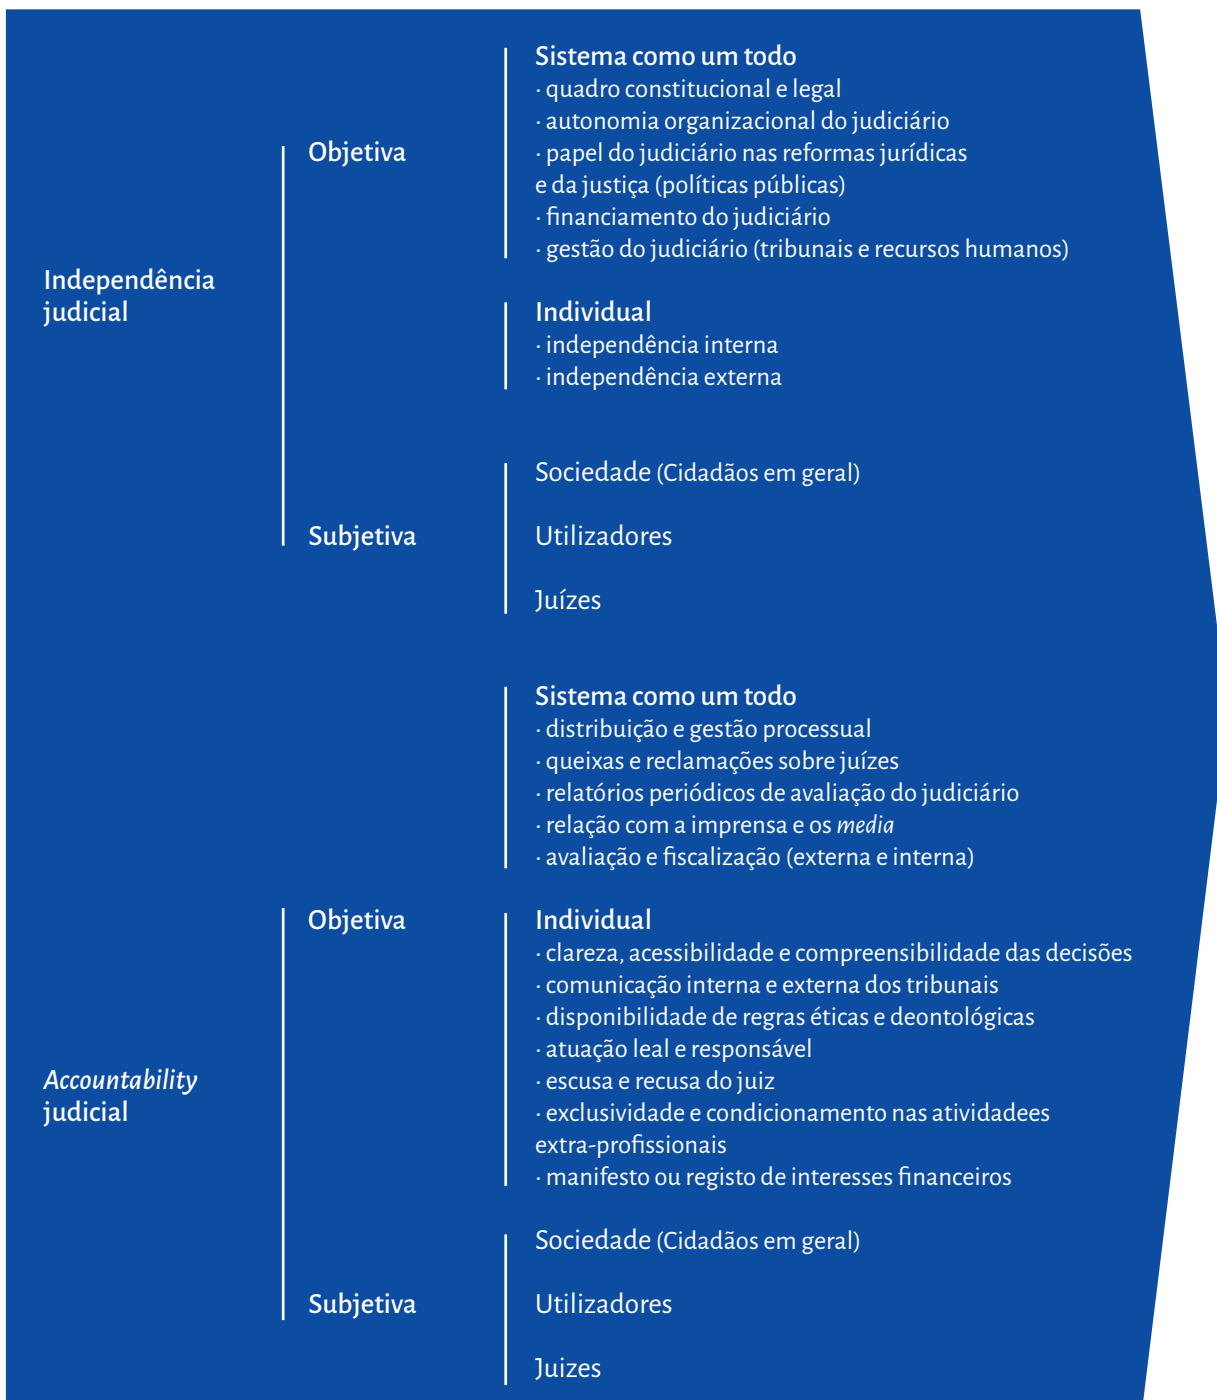 Independência
judicial
Objetiva
Sistema como um todo
· quadro constitucional e legal
· autonomia organizacional do judiciário
· papel do judiciário nas reformas jurídicas
e da justiça (políticas públicas)
· financiamento do judiciário
· gestão do judiciário (tribunais e recursos humanos)
Individual
· independência interna
· independência externa
Subjetiva
Sociedade (Cidadãos em geral)
Utilizadores
Juízes
Accountability
judicial
Objetiva
Sistema como um todo
· distribuição e gestão processual
· queixas e reclamações sobre juízes
· relatórios periódicos de avaliação do judiciário
· relação com a imprensa e os media
· avaliação e fiscalização (externa e interna)
Individual
· clareza, acessibilidade e compreensibilidade das decisões
· comunicação interna e externa dos tribunais
· disponibilidade de regras éticas e deontológicas
· atuação leal e responsável
· escusa e recusa do juiz
· exclusividade e condicionamento nas atividadees
extra-profissionais
· manifesto ou registo de interesses financeiros
Subjetiva
Sociedade (Cidadãos em geral)
Utilizadores
Juizes